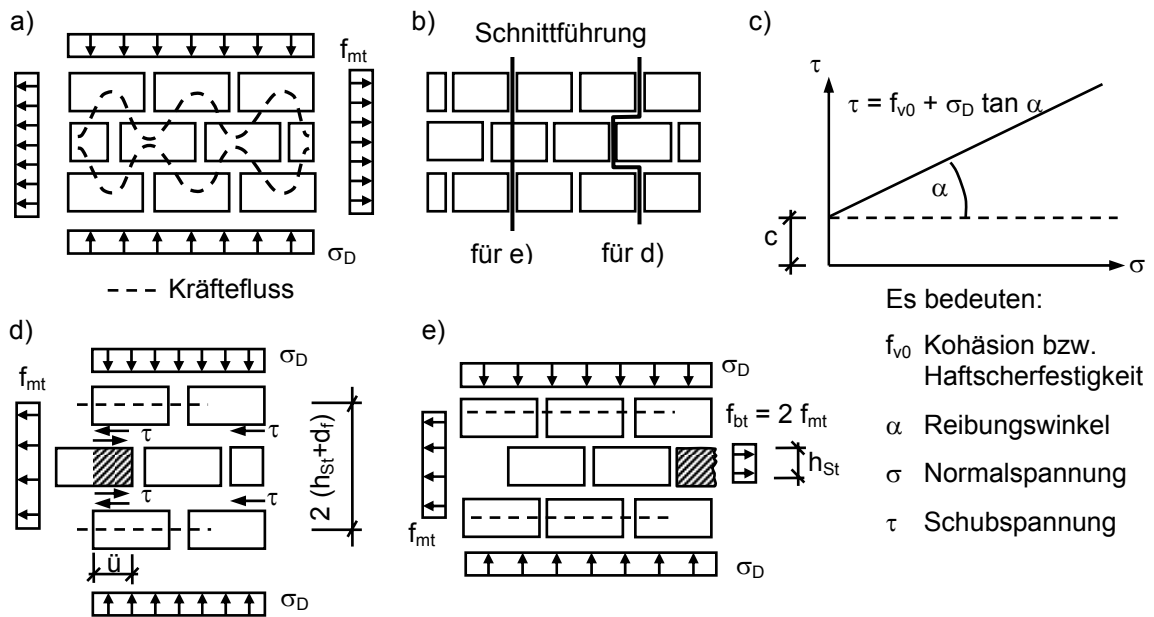 a)
f_mt
σ_D
Kräftefluss
b)
Schnittführung
für e)
für d)
c)
τ
τ = f_v0 + σ_D tan α
α
c
σ
Es bedeuten:
f_v0 Kohäsion bzw.
Haftscherfestigkeit
α Reibungswinkel
σ Normalspannung
τ Schubspannung
d)
σ_D
f_mt
τ
τ
τ
τ
2 (h_St+d_f)
ü
σ_D
e)
σ_D
f_bt = 2 f_mt
h_St
f_mt
σ_D